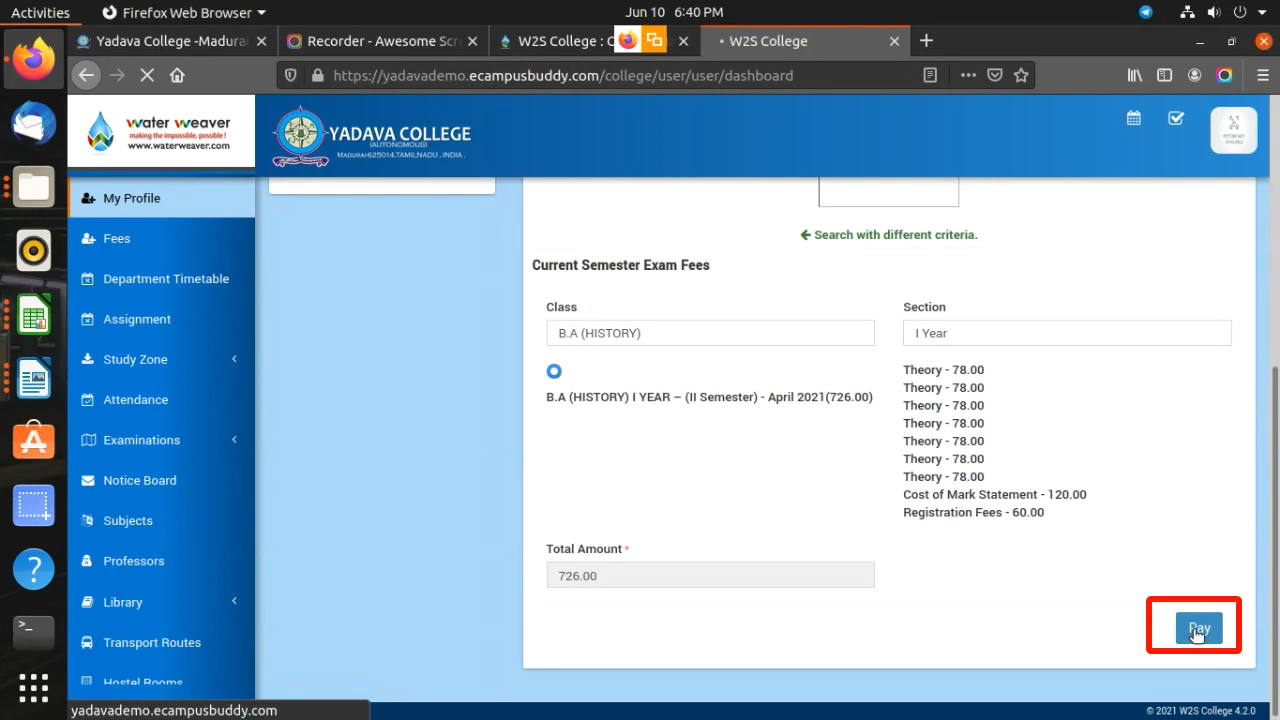 Activities
Firefox Web Browser
Jun 10 6:40 PM
Yadava College -Madurai
Recorder - Awesome Scr
W2S College : C
W2S College
https://yadavademo.ecampusbuddy.com/college/user/user/dashboard
water weaver
making the impossible, possible !
www.waterweaver.com
YADAVA COLLEGE
(AUTONOMOUS)
MADURAI-625014,TAMILNADU , INDIA .
PICTURE NOT
AVAILABLE
My Profile
Fees
Department Timetable
Assignment
Study Zone
Attendance
Examinations
Notice Board
Subjects
Professors
Library
Transport Routes
Hostel Rooms
Search with different criteria.
Current Semester Exam Fees
Class
Section
B.A (HISTORY)
I Year
B.A (HISTORY) I YEAR – (II Semester) - April 2021(726.00)
Theory - 78.00
Theory - 78.00
Theory - 78.00
Theory - 78.00
Theory - 78.00
Theory - 78.00
Theory - 78.00
Cost of Mark Statement - 120.00
Registration Fees - 60.00
Total Amount *
726.00
Pay
yadavademo.ecampusbuddy.com
© 2021 W2S College 4.2.0